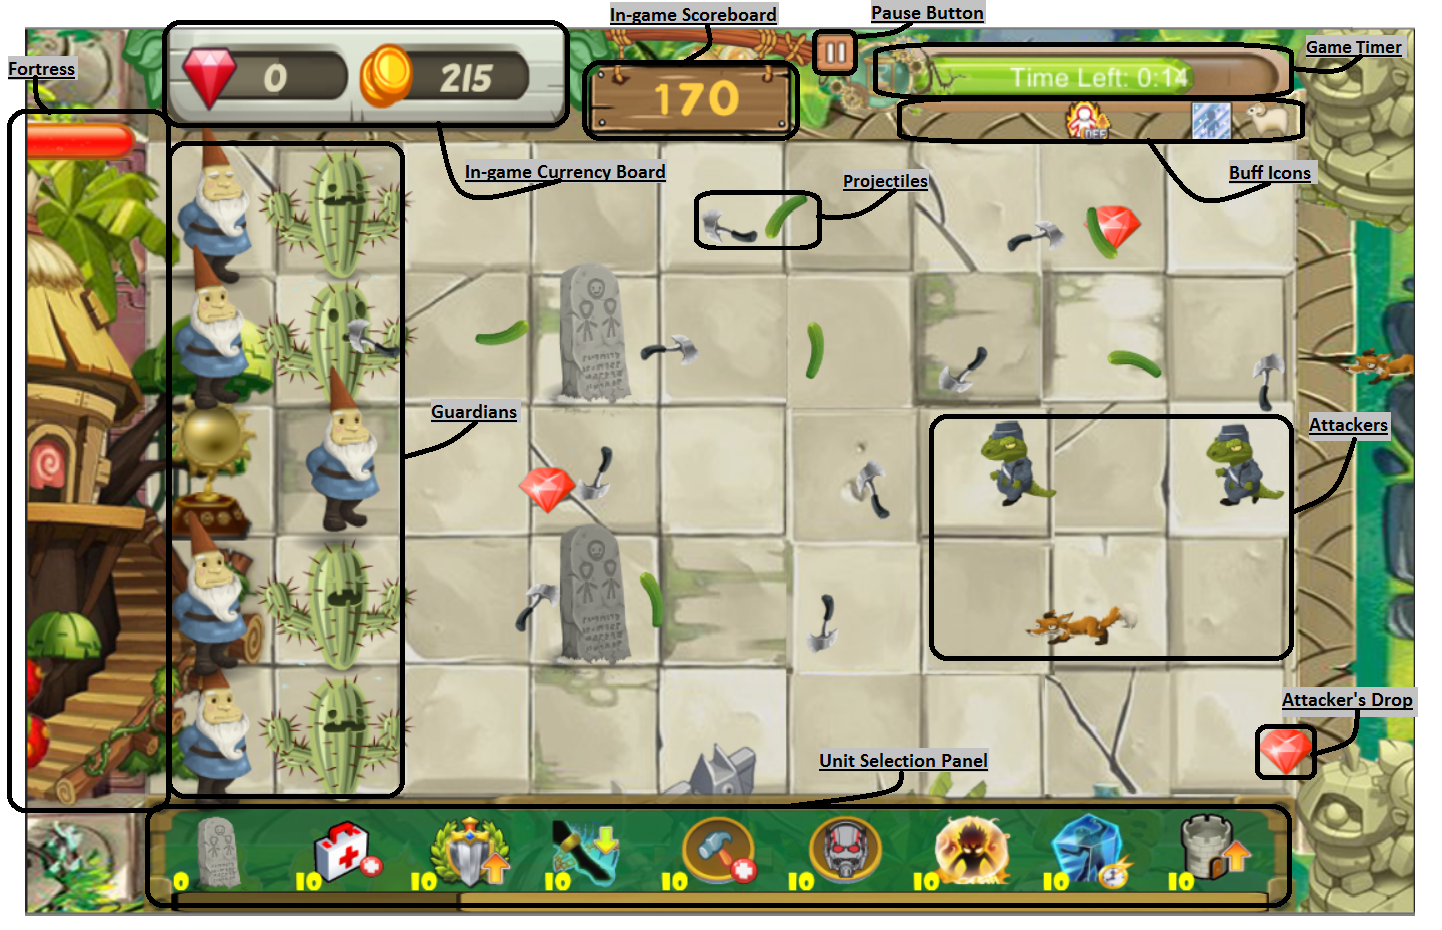 In-game Scoreboard
Pause Button
Game Timer
Fortress
0
215
170
Time Left: 0:14
OFF
In-game Currency Board
Projectiles
Buff Icons
Guardians
Attackers
Attacker's Drop
Unit Selection Panel
0
10
10
10
10
10
10
10
10